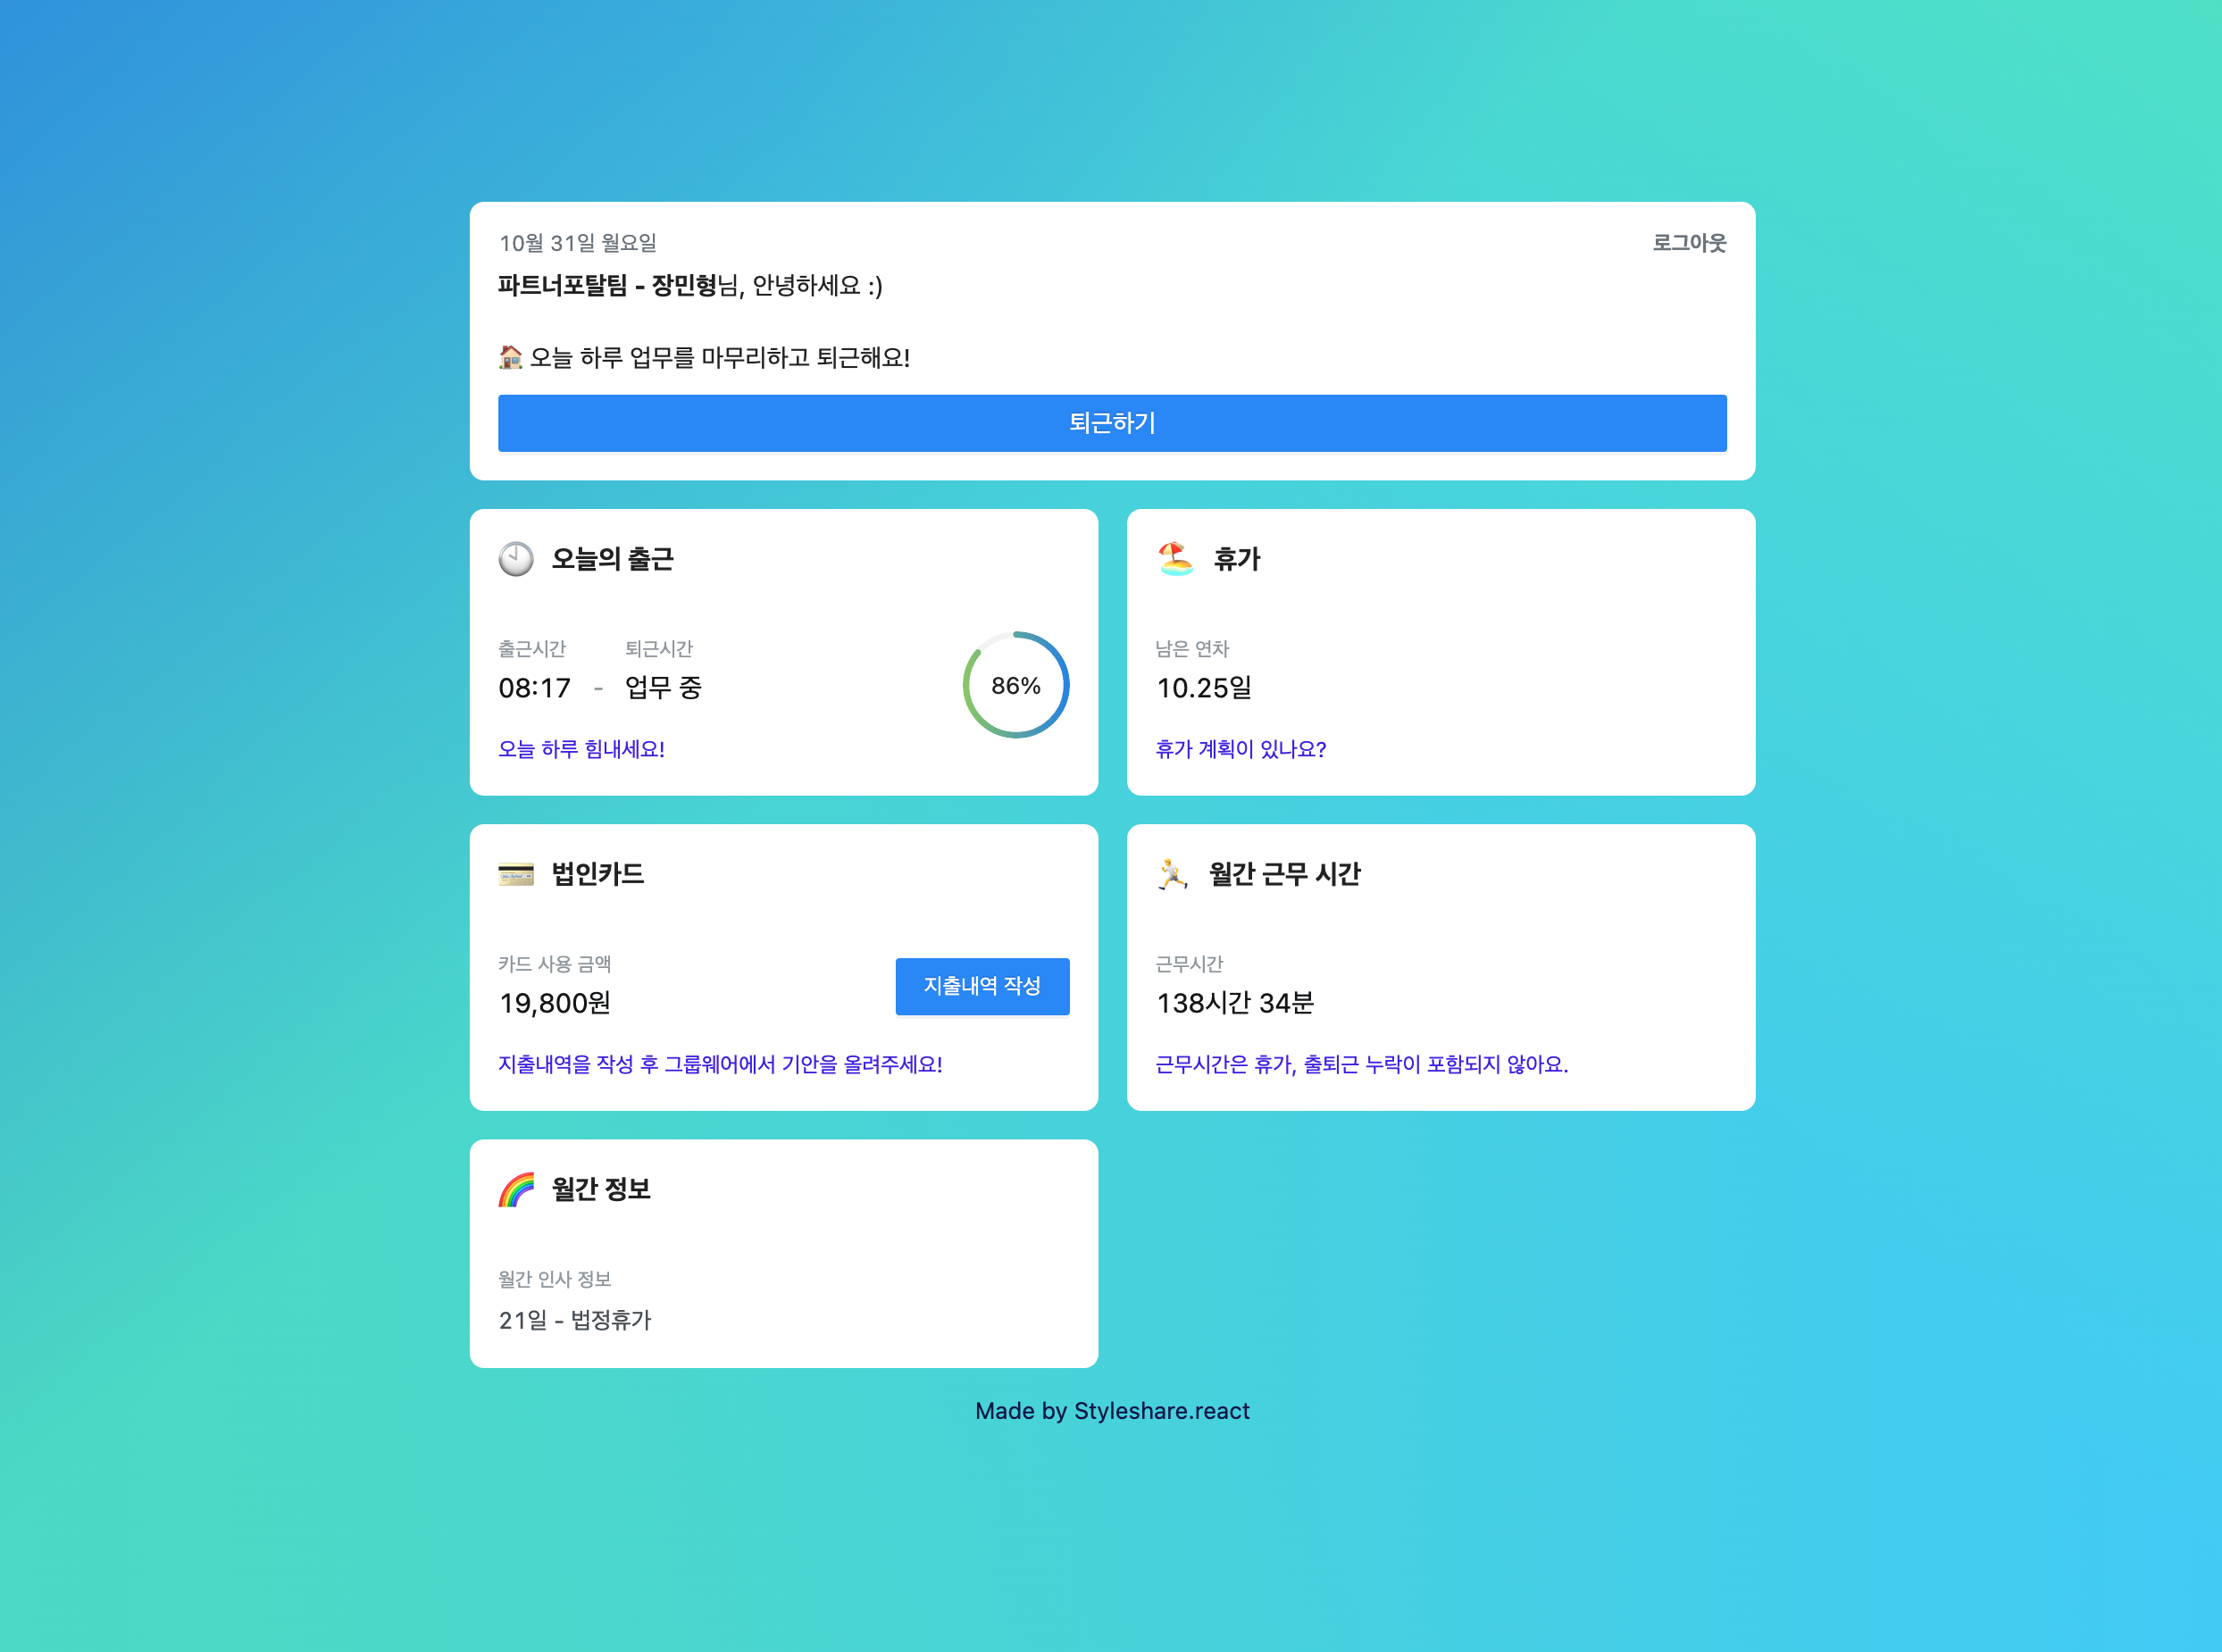 10월 31일 월요일
로그아웃
파트너포탈팀 - 장민형님, 안녕하세요 :)
🏠 오늘 하루 업무를 마무리하고 퇴근해요!
퇴근하기
오늘의 출근
출근시간
퇴근시간
08:17 - 업무 중
86%
오늘 하루 힘내세요!
휴가
남은 연차
10.25일
휴가 계획이 있나요?
법인카드
카드 사용 금액
19,800원
지출내역 작성
지출내역을 작성 후 그룹웨어에서 기안을 올려주세요!
월간 근무 시간
근무시간
138시간 34분
근무시간은 휴가, 출퇴근 누락이 포함되지 않아요.
월간 정보
월간 인사 정보
21일 - 법정휴가
Made by Styleshare.react